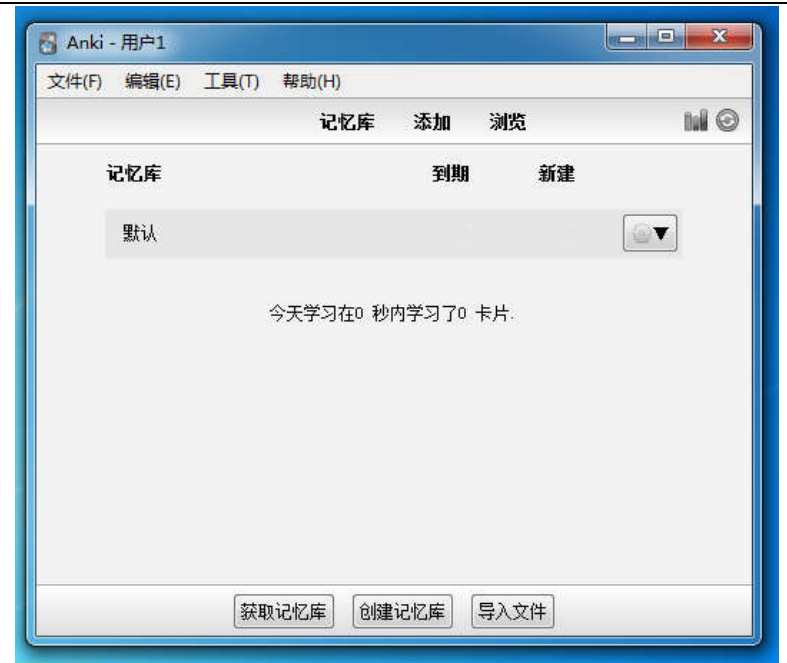 Anki - 用户1
文件(F) 编辑(E) 工具(T) 帮助(H)
记忆库 添加 浏览
记忆库 到期 新建
默认
今天学习在0 秒内学习了0 卡片.
获取记忆库 创建记忆库 导入文件